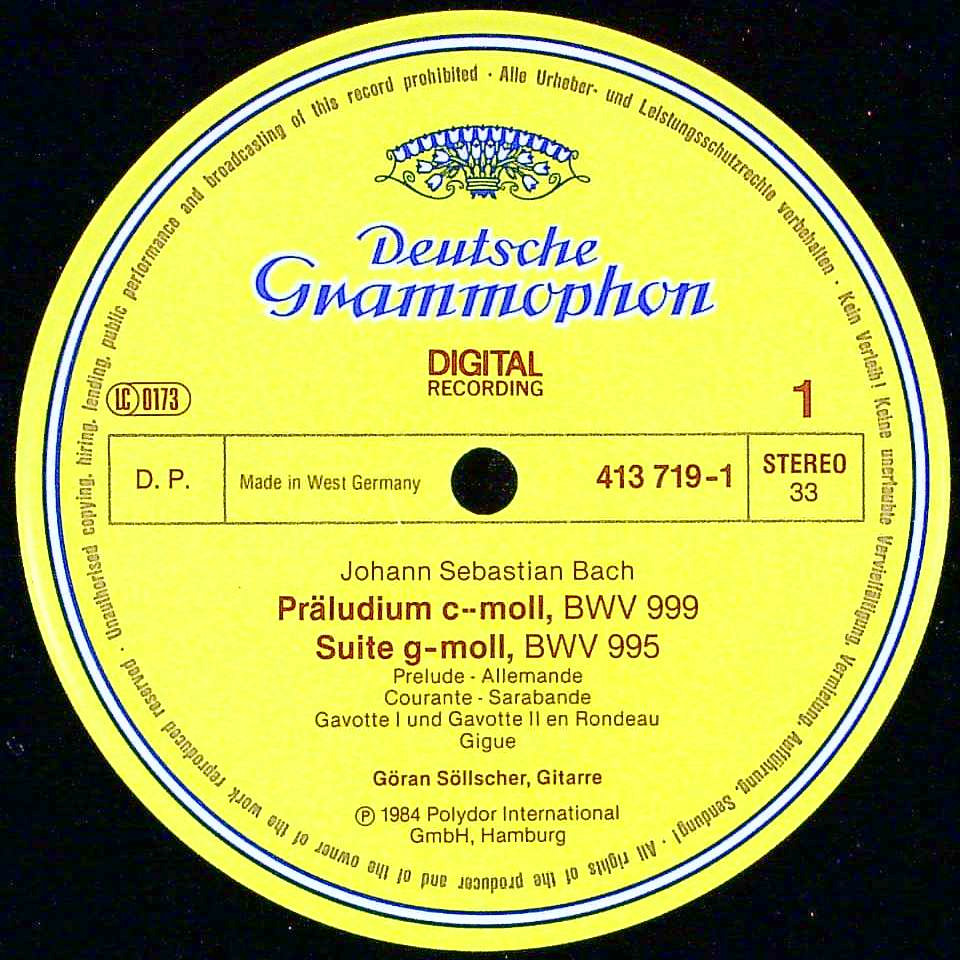 Alle Urheber- und Leistungsschutzrechte vorbehalten · Kein Verleih! Keine unerlaubte Vervielfältigung, Vermietung, Aufführung, Sendung! · All rights of the producer and of the owner of the work reproduced reserved · Unauthorised copying, hiring, lending, public performance and broadcasting of this record prohibited ·
Deutsche
Grammophon
DIGITAL
RECORDING
LC 0173
1
D. P.
Made in West Germany
413 719-1
STEREO
33
Johann Sebastian Bach
Präludium c--moll, BWV 999
Suite g-moll, BWV 995
Prelude - Allemande
Courante - Sarabande
Gavotte I und Gavotte II en Rondeau
Gigue
Göran Söllscher, Gitarre
℗ 1984 Polydor International
GmbH, Hamburg